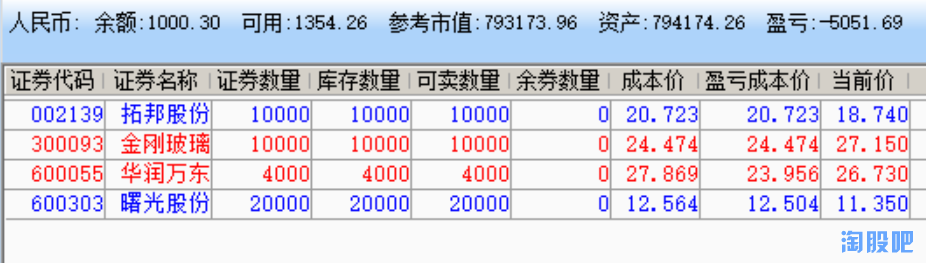 人民币: 余额:1000.30 可用:1354.26 参考市值:793173.96 资产:794174.26 盈亏:-5051.69
证券代码 证券名称 证券数量 库存数量 可卖数量 余券数量 成本价 盈亏成本价 当前价
002139 拓邦股份 10000 10000 10000 0 20.723 20.723 18.740
300093 金刚玻璃 10000 10000 10000 0 24.474 24.474 27.150
600055 华润万东 4000 4000 4000 0 27.869 23.956 26.730
600303 曙光股份 20000 20000 20000 0 12.564 12.504 11.350
淘股吧